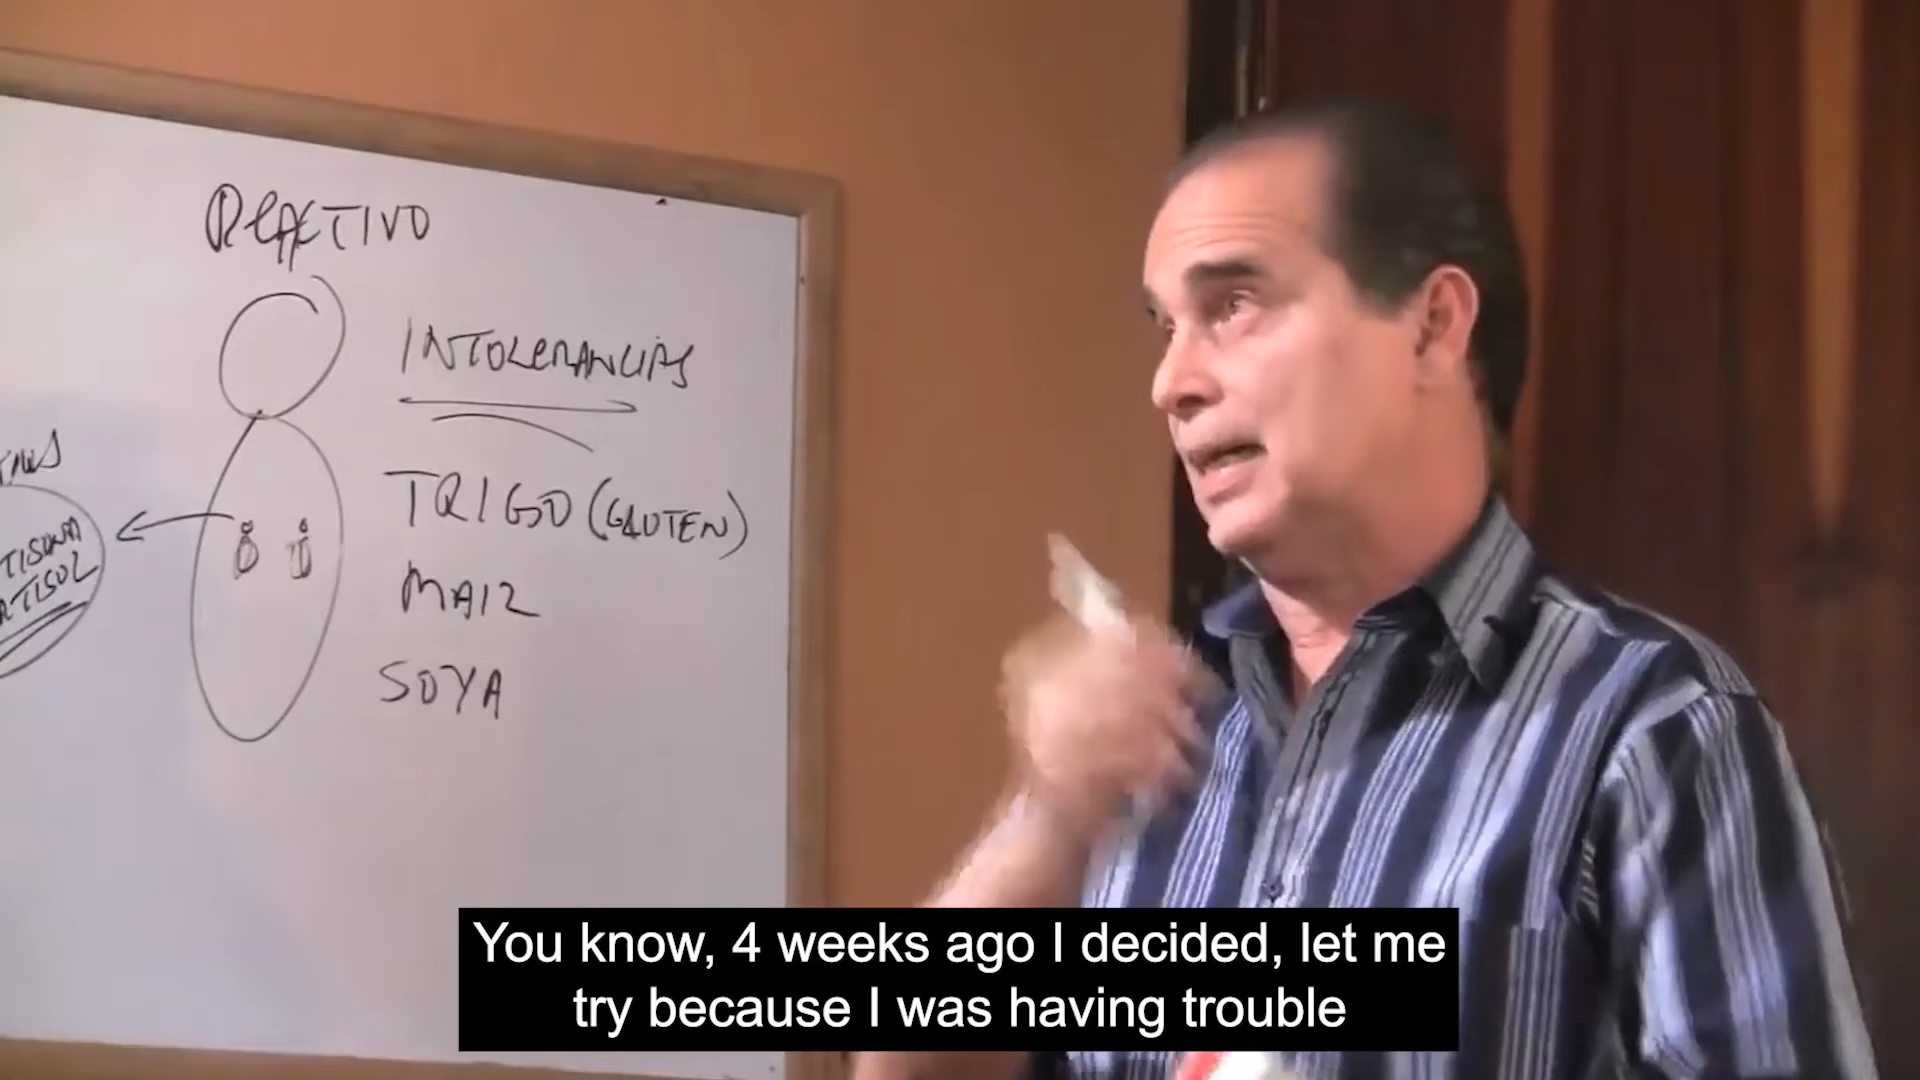 REACTIVO
INTOLERANCIAS
TRIGO (GLUTEN)
MAIZ
SOYA
You know, 4 weeks ago I decided, let me
try because I was having trouble